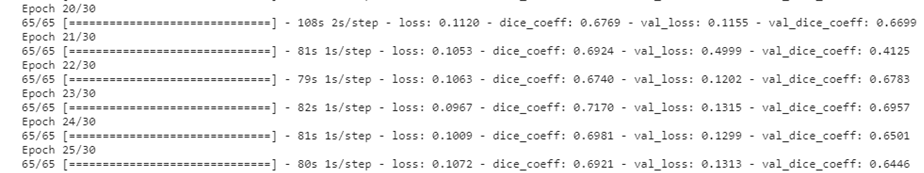 Epoch 20/30
65/65 [==============================] - 108s 2s/step - loss: 0.1120 - dice_coeff: 0.6769 - val_loss: 0.1155 - val_dice_coeff: 0.6699
Epoch 21/30
65/65 [==============================] - 81s 1s/step - loss: 0.1053 - dice_coeff: 0.6924 - val_loss: 0.4999 - val_dice_coeff: 0.4125
Epoch 22/30
65/65 [==============================] - 79s 1s/step - loss: 0.1063 - dice_coeff: 0.6740 - val_loss: 0.1202 - val_dice_coeff: 0.6783
Epoch 23/30
65/65 [==============================] - 82s 1s/step - loss: 0.0967 - dice_coeff: 0.7170 - val_loss: 0.1315 - val_dice_coeff: 0.6957
Epoch 24/30
65/65 [==============================] - 81s 1s/step - loss: 0.1009 - dice_coeff: 0.6981 - val_loss: 0.1299 - val_dice_coeff: 0.6501
Epoch 25/30
65/65 [==============================] - 80s 1s/step - loss: 0.1072 - dice_coeff: 0.6921 - val_loss: 0.1313 - val_dice_coeff: 0.6446